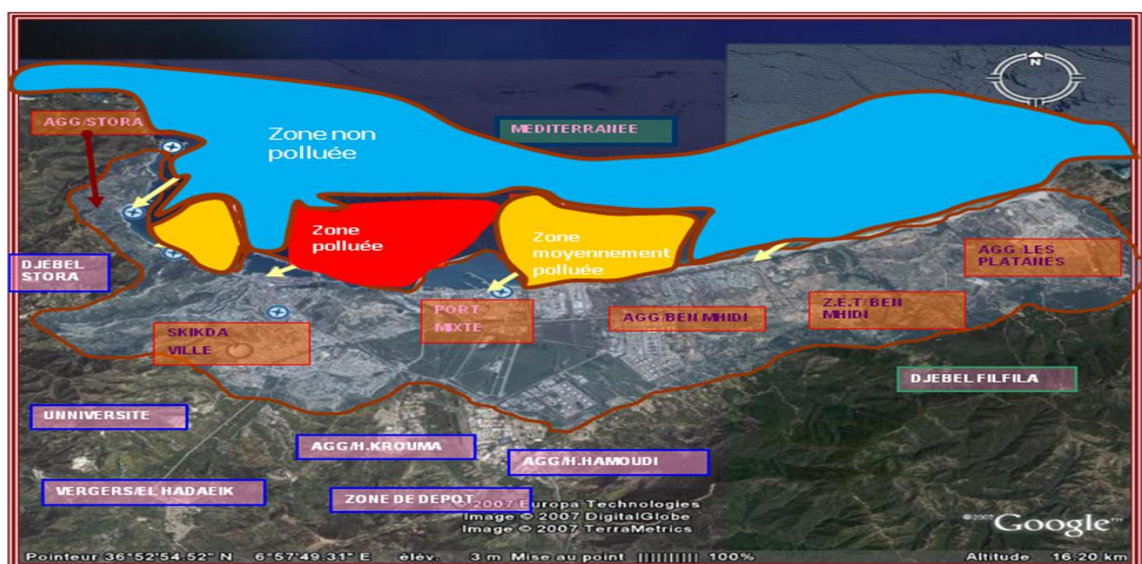 N
AGG/STORA
Zone non
polluée
MEDITERRANEE
Zone
polluée
Zone
moyennement
polluée
AGG /LES
PLATANES
DJEBEL
STORA
PORT
MIXTE
AGG/BEN MHIDI
Z.E.T/BEN
MHIDI
SKIKDA
VILLE
DJEBEL FILFILA
UNNIVERSITE
AGG/H.KROUMA
AGG/H.HAMOUDI
VERGERS/EL HADAEIK
ZONE DE DEPOT
© 2007 Europa Technologies
Image © 2007 DigitalGlobe
Image © 2007 TerraMetrics
©2007 Google™
Pointeur 36°52'54.52" N 6°57'49.31" E élév. 3 m Mise au point |||||||||| 100% Altitude 16.20 km